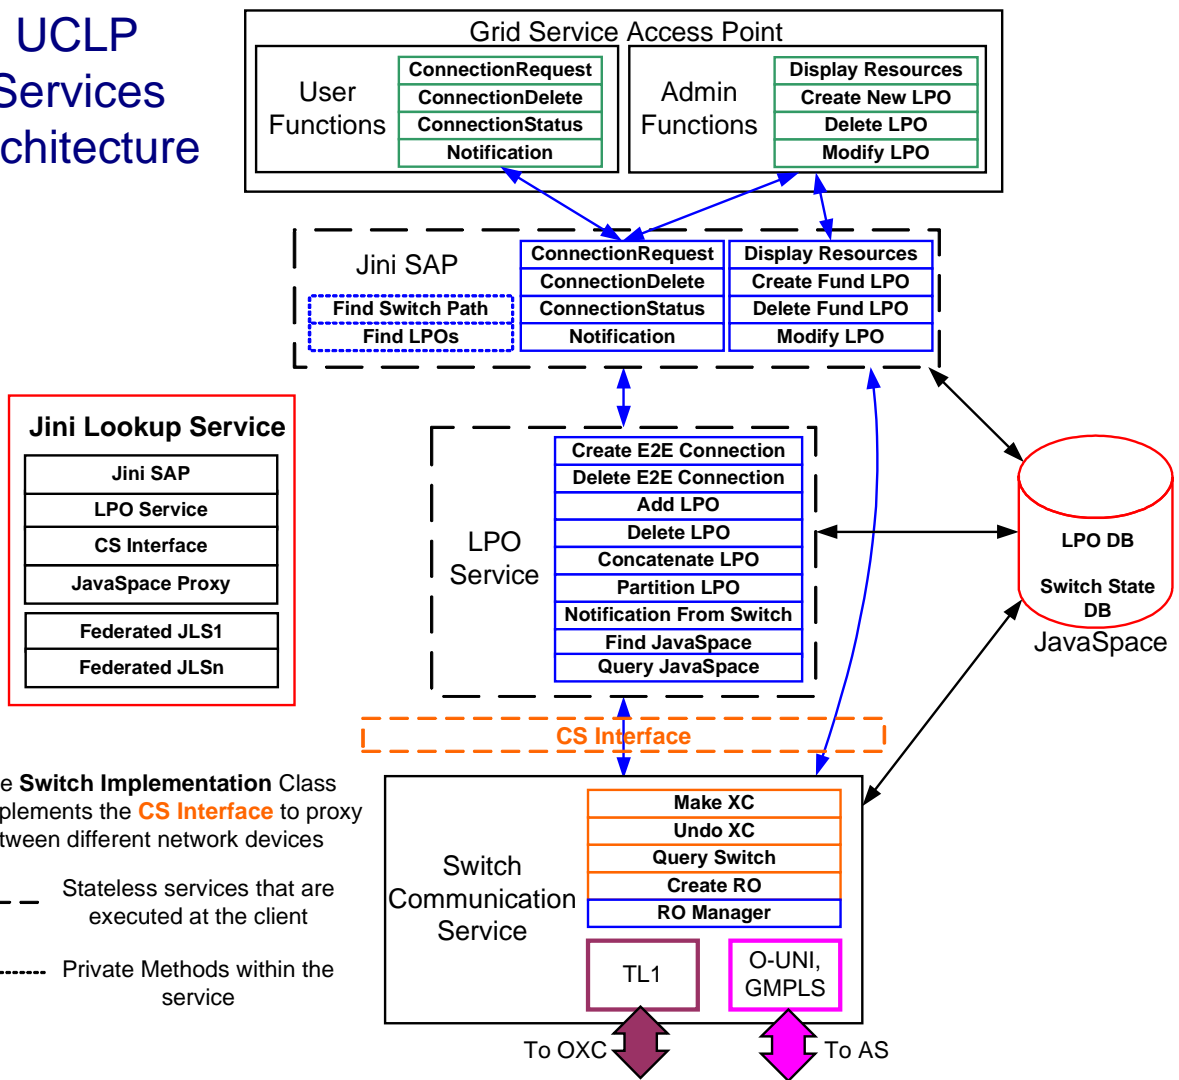 UCLP
Services
chitecture
Grid Service Access Point
User
Functions
ConnectionRequest
ConnectionDelete
ConnectionStatus
Notification
Admin
Functions
Display Resources
Create New LPO
Delete LPO
Modify LPO
Jini SAP
Find Switch Path
Find LPOs
ConnectionRequest
ConnectionDelete
ConnectionStatus
Notification
Display Resources
Create Fund LPO
Delete Fund LPO
Modify LPO
Jini Lookup Service
Jini SAP
LPO Service
CS Interface
JavaSpace Proxy
Federated JLS1
Federated JLSn
LPO
Service
Create E2E Connection
Delete E2E Connection
Add LPO
Delete LPO
Concatenate LPO
Partition LPO
Notification From Switch
Find JavaSpace
Query JavaSpace
LPO DB
Switch State
DB
JavaSpace
CS Interface
e Switch Implementation Class
plements the CS Interface to proxy
tween different network devices
Stateless services that are
executed at the client
Private Methods within the
service
Switch
Communication
Service
Make XC
Undo XC
Query Switch
Create RO
RO Manager
TL1
O-UNI,
GMPLS
To OXC
To AS